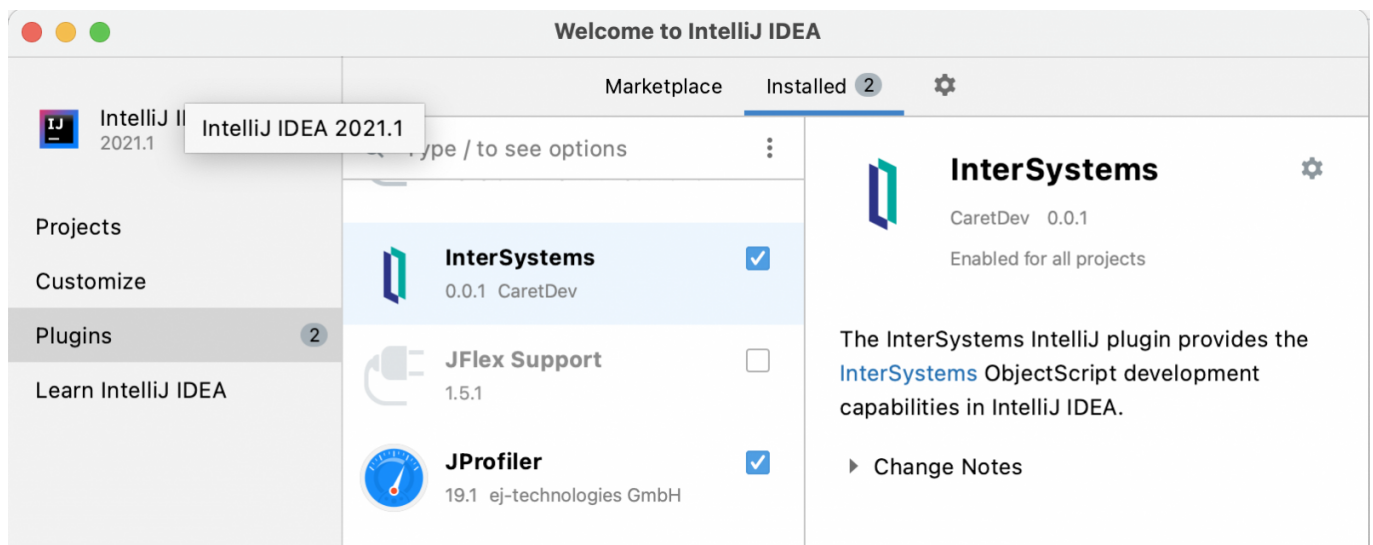 Welcome to IntelliJ IDEA
Marketplace Installed 2
IntelliJ
2021.1
IntelliJ IDEA 2021.1
Projects
Customize
Plugins 2
Learn IntelliJ IDEA
Type / to see options
InterSystems
0.0.1 CaretDev
JFlex Support
1.5.1
JProfiler
19.1 ej-technologies GmbH
InterSystems
CaretDev 0.0.1
Enabled for all projects
The InterSystems IntelliJ plugin provides the
InterSystems ObjectScript development
capabilities in IntelliJ IDEA.
Change Notes